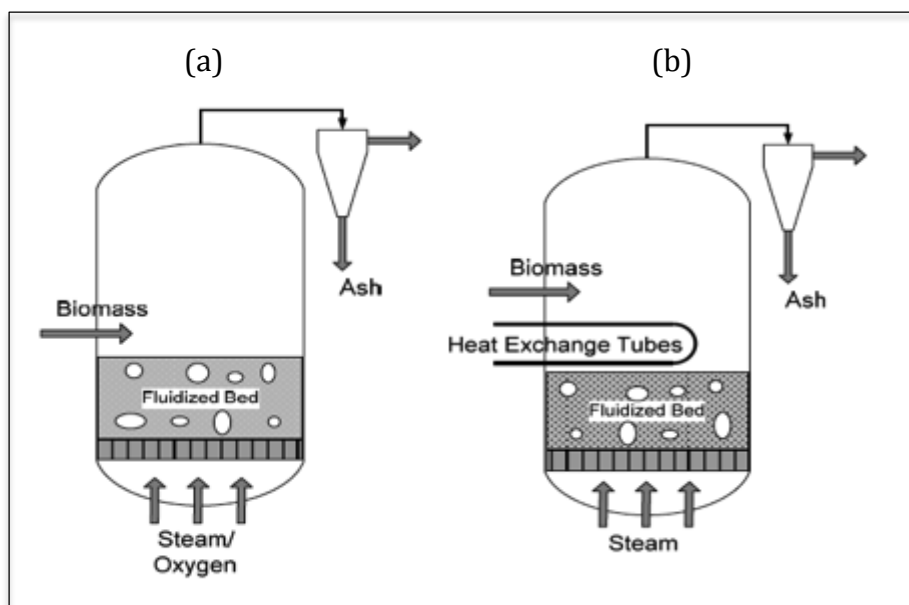 (a)
(b)
Ash
Biomass
Fluidized Bed
Steam/
Oxygen
Biomass
Ash
Heat Exchange Tubes
Fluidized Bed
Steam